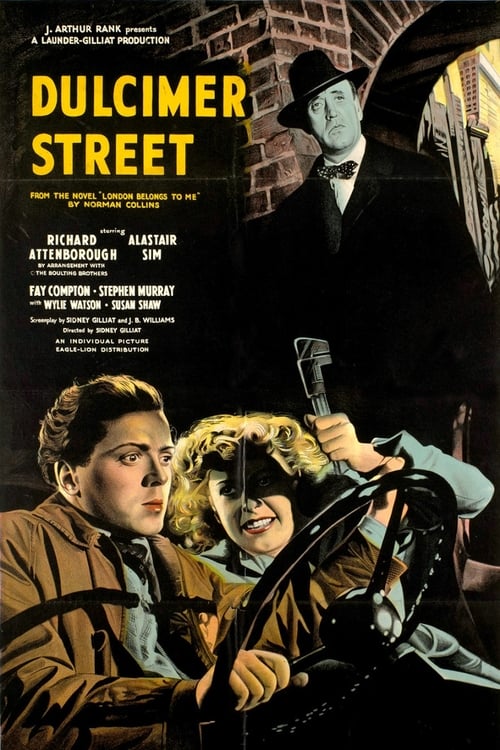 J. ARTHUR RANK presents
A LAUNDER-GILLIAT PRODUCTION
DULCIMER
STREET
FROM THE NOVEL "LONDON BELONGS TO ME"
BY NORMAN COLLINS
starring
RICHARD ALASTAIR
ATTENBOROUGH SIM
BY ARRANGEMENT WITH
THE BOULTING BROTHERS
FAY COMPTON · STEPHEN MURRAY
with WYLIE WATSON · SUSAN SHAW
Screenplay by SIDNEY GILLIAT and J. B. WILLIAMS
Directed by SIDNEY GILLIAT
AN INDIVIDUAL PICTURE
EAGLE-LION DISTRIBUTION